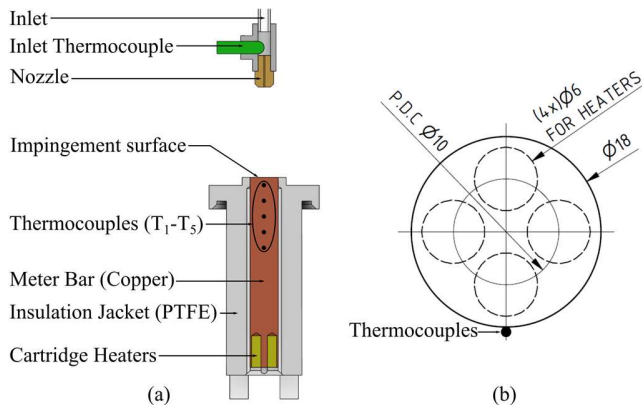 Inlet
Inlet Thermocouple
Nozzle
Impingement surface
Thermocouples (T₁-T₅)
Meter Bar (Copper)
Insulation Jacket (PTFE)
Cartridge Heaters
(a)
P.D.C Ø10
(4x)Ø6
FOR HEATERS
Ø18
Thermocouples
(b)